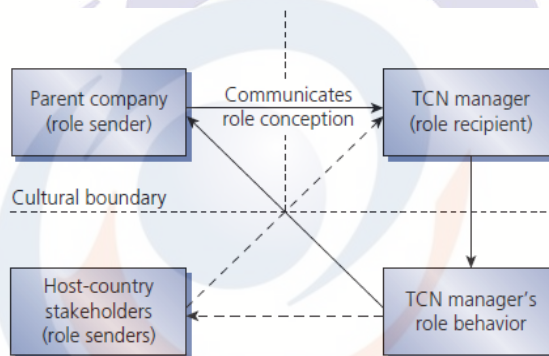 Parent company
(role sender)
Communicates
role conception
TCN manager
(role recipient)
Cultural boundary
Host-country
stakeholders
(role senders)
TCN manager's
role behavior